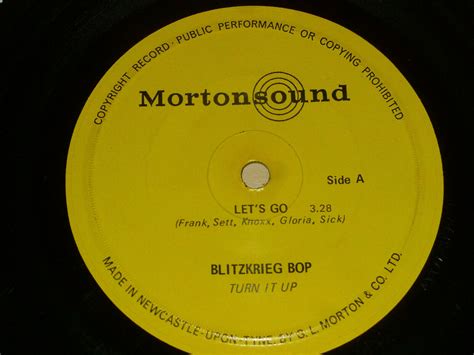 COPYRIGHT RECORD · PUBLIC PERFORMANCE OR COPYING PROHIBITED
Mortonsound
Side A
LET'S GO 3.28
(Frank, Sett, Knoxx, Gloria, Sick)
BLITZKRIEG BOP
TURN IT UP
MADE IN NEWCASTLE-UPON TYNE. BY G. L. MORTON & CO. LTD.